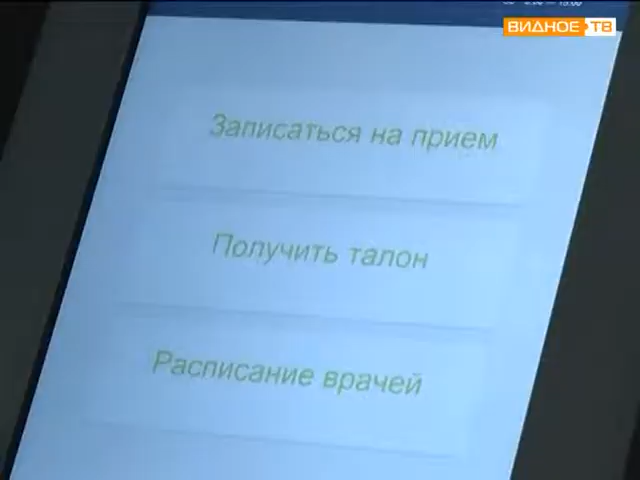 ВИДНОЕ ТВ
Записаться на прием
Получить талон
Расписание врачей